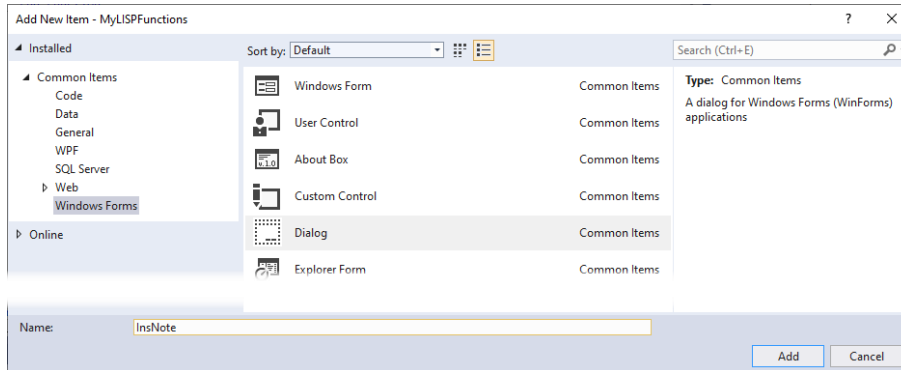 Add New Item - MyLISPFunctions
Installed
Sort by: Default
Search (Ctrl+E)
Common Items
Code
Data
General
WPF
SQL Server
Web
Windows Forms
Online
Windows Form Common Items
User Control Common Items
v.1.0
About Box Common Items
Custom Control Common Items
Dialog Common Items
Explorer Form Common Items
Type: Common Items
A dialog for Windows Forms (WinForms)
applications
Name: InsNote
Add Cancel